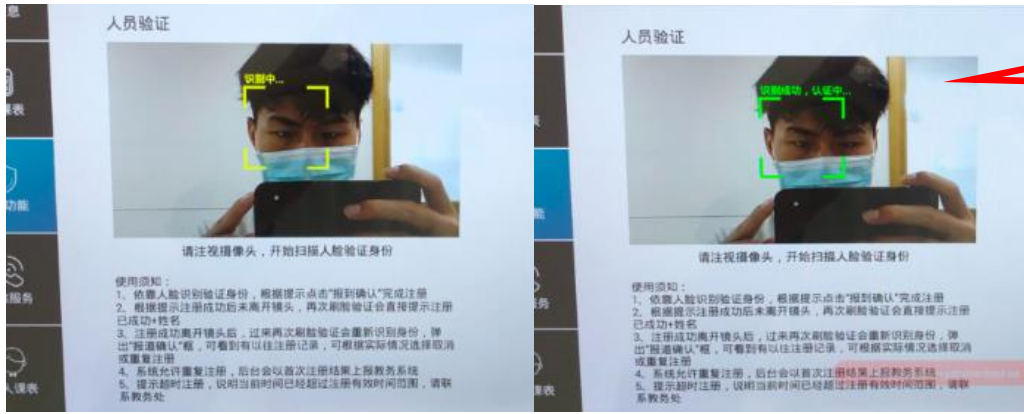 息
人员验证
识别中...
课表
功能
服务
人课表
请注视摄像头，开始扫描人脸验证身份
使用须知：
1、依靠人脸识别验证身份，根据提示点击"报到确认"完成注册
2、根据提示注册成功后未离开镜头，再次刷脸验证会直接提示注册
已成功+姓名
3、注册成功离开镜头后，过来再次刷脸验证会重新识别身份，弹
出"报道确认"框，可看到有以往注册记录，可根据实际情况选择取消
或重复注册
4、系统允许重复注册，后台会以首次注册结果上报教务系统
5、提示超时注册，说明当前时间已经超过注册有效时间范围，请联
系教务处
人员验证
识别成功，认证中...
能
务
课表
请注视摄像头，开始扫描人脸验证身份
使用须知：
1、依靠人脸识别验证身份，根据提示点击"报到确认"完成注册
2、根据提示注册成功后未离开镜头，再次刷脸验证会直接提示注册
已成功+姓名
3、注册成功离开镜头后，过来再次刷脸验证会重新识别身份，弹
出"报道确认"框，可看到有以往注册记录，可根据实际情况选择取消
或重复注册
4、系统允许重复注册，后台会以首次注册结果上报教务系统
5、提示超时注册，说明当前时间已经超过注册有效时间范围，请联
系教务处